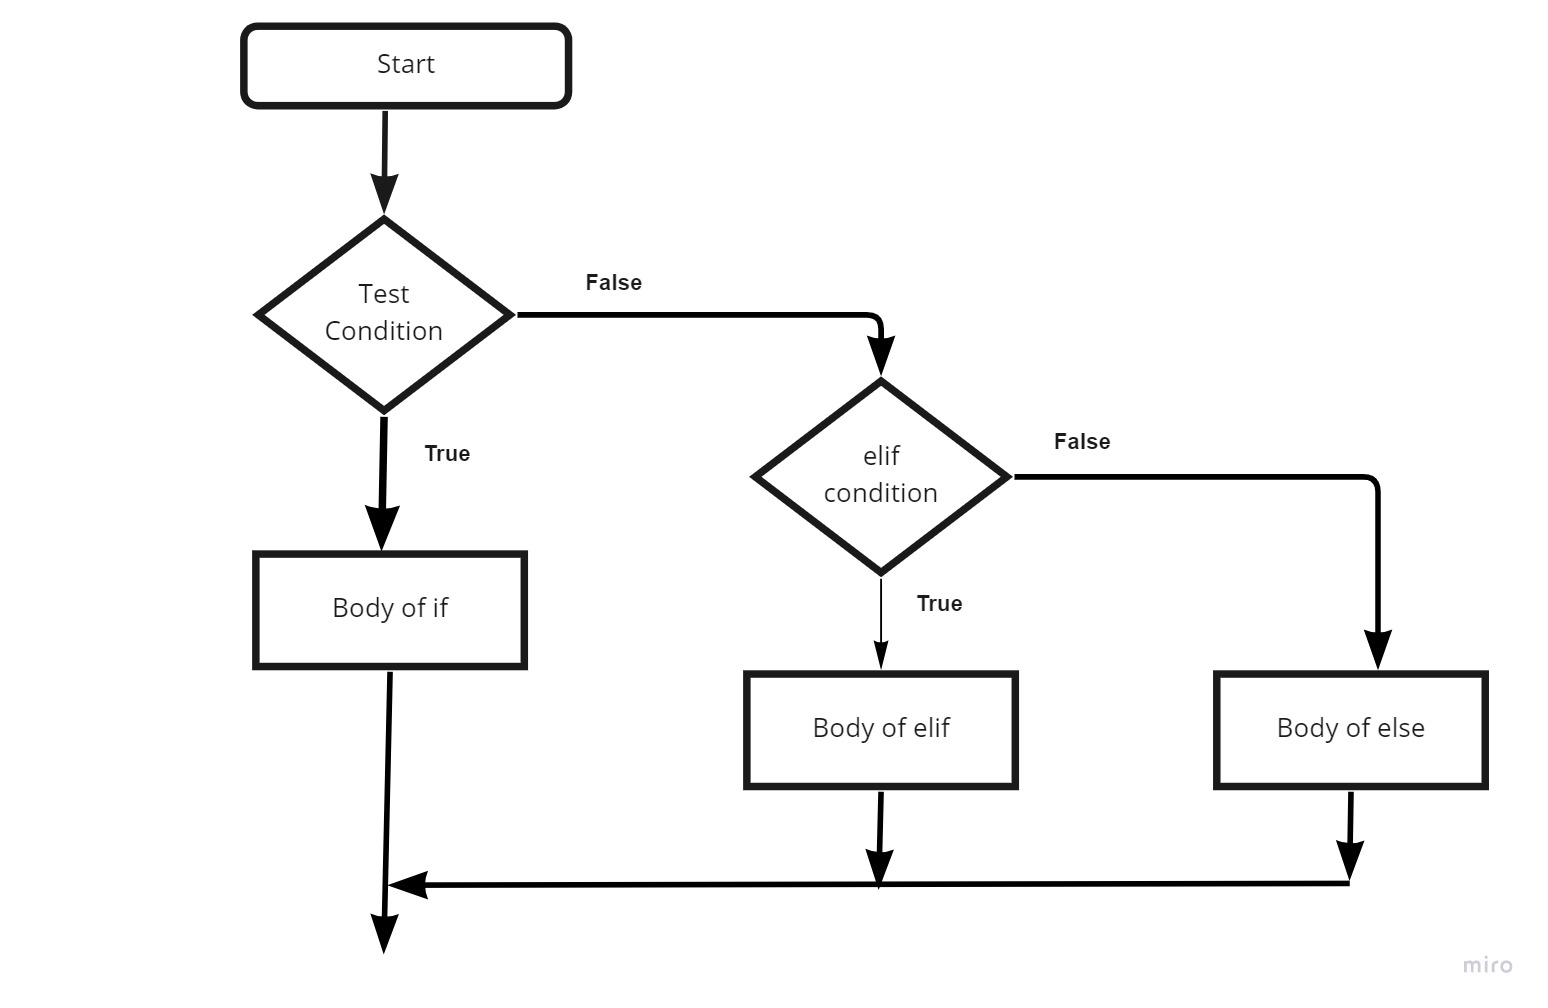 Start
Test
Condition
False
True
elif
condition
False
Body of if
True
Body of elif
Body of else
miro